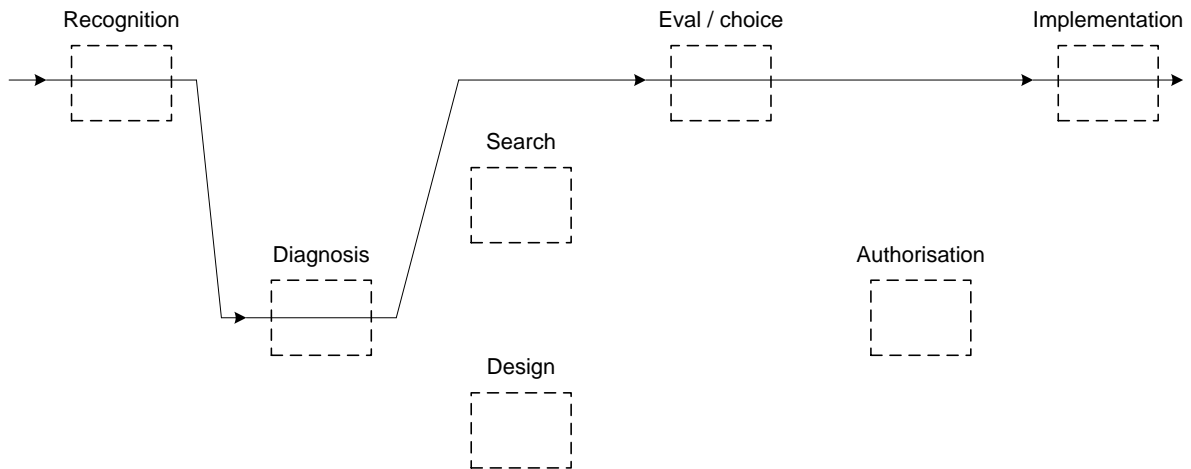 Recognition
Eval / choice
Implementation
Search
Diagnosis
Authorisation
Design